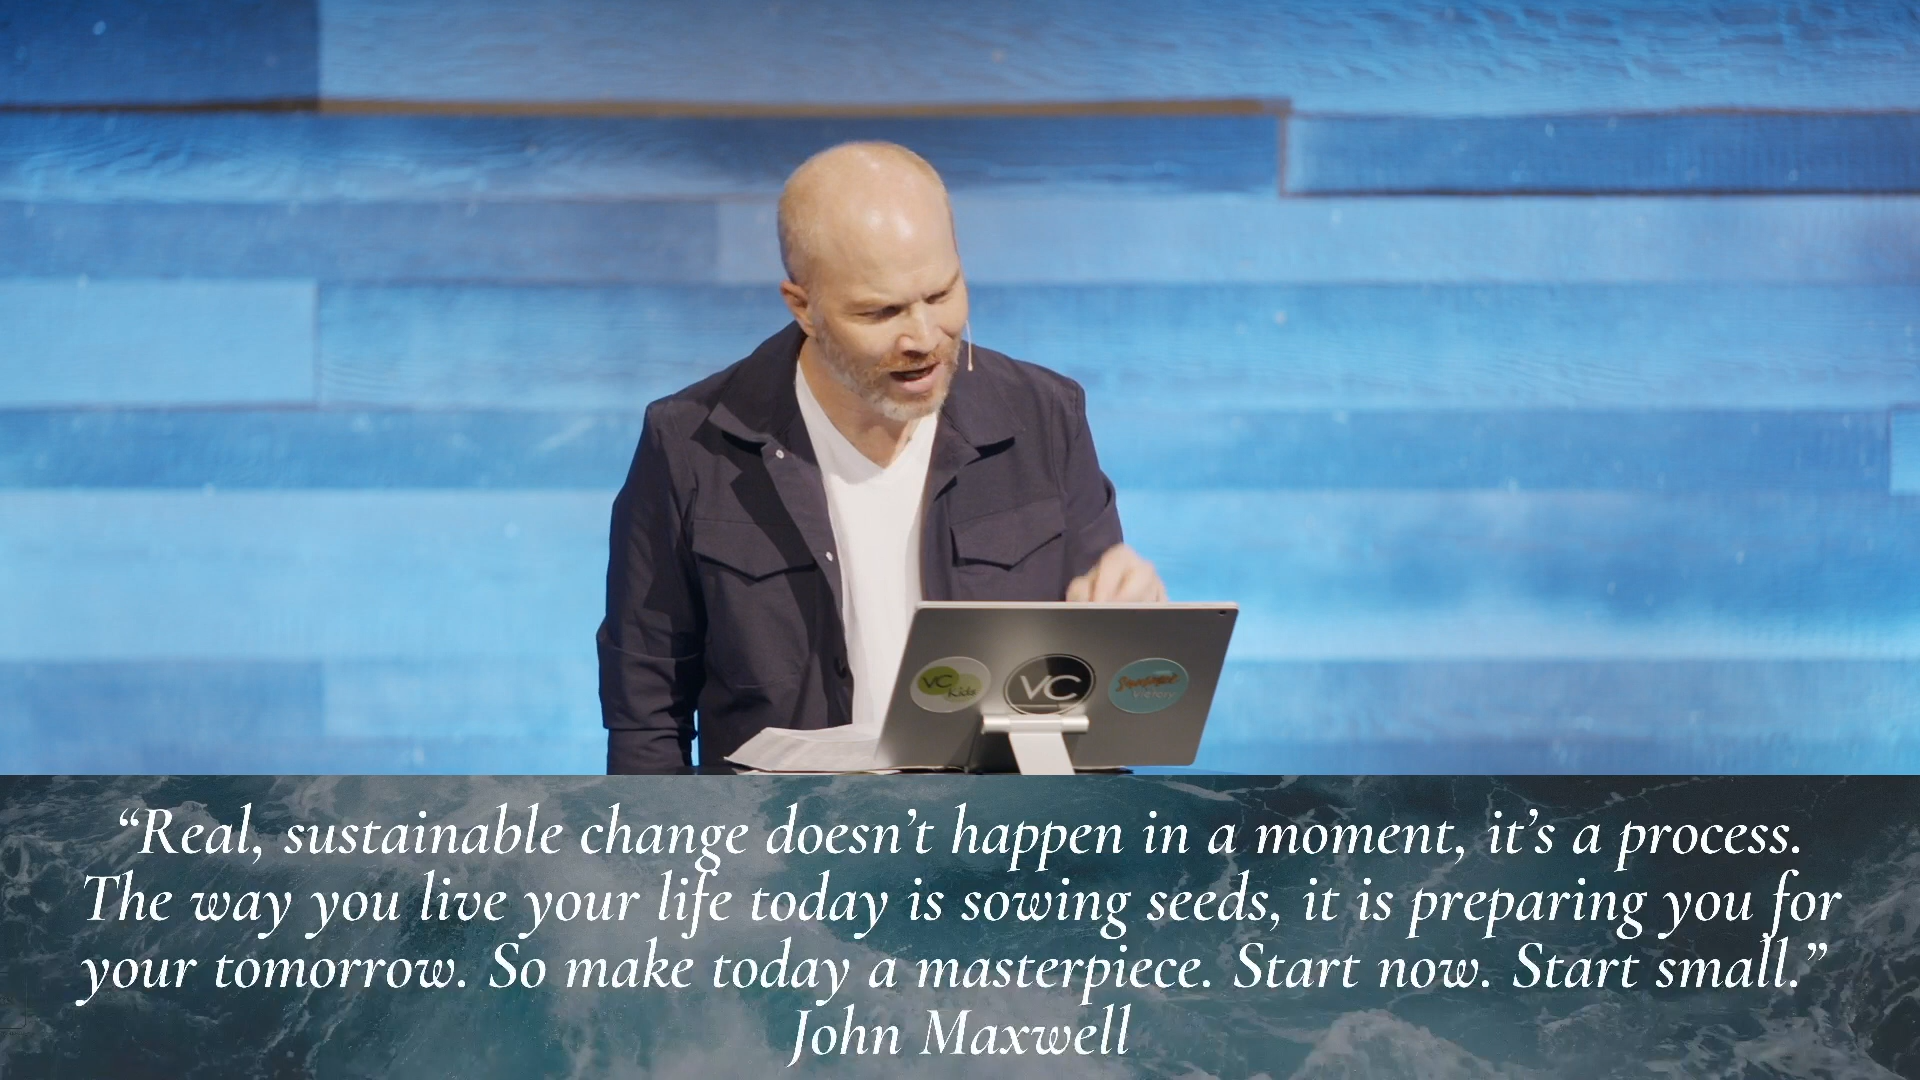 VC
Kids
VC
Summer
Victory
“Real, sustainable change doesn’t happen in a moment, it’s a process.
The way you live your life today is sowing seeds, it is preparing you for
your tomorrow. So make today a masterpiece. Start now. Start small.”
John Maxwell